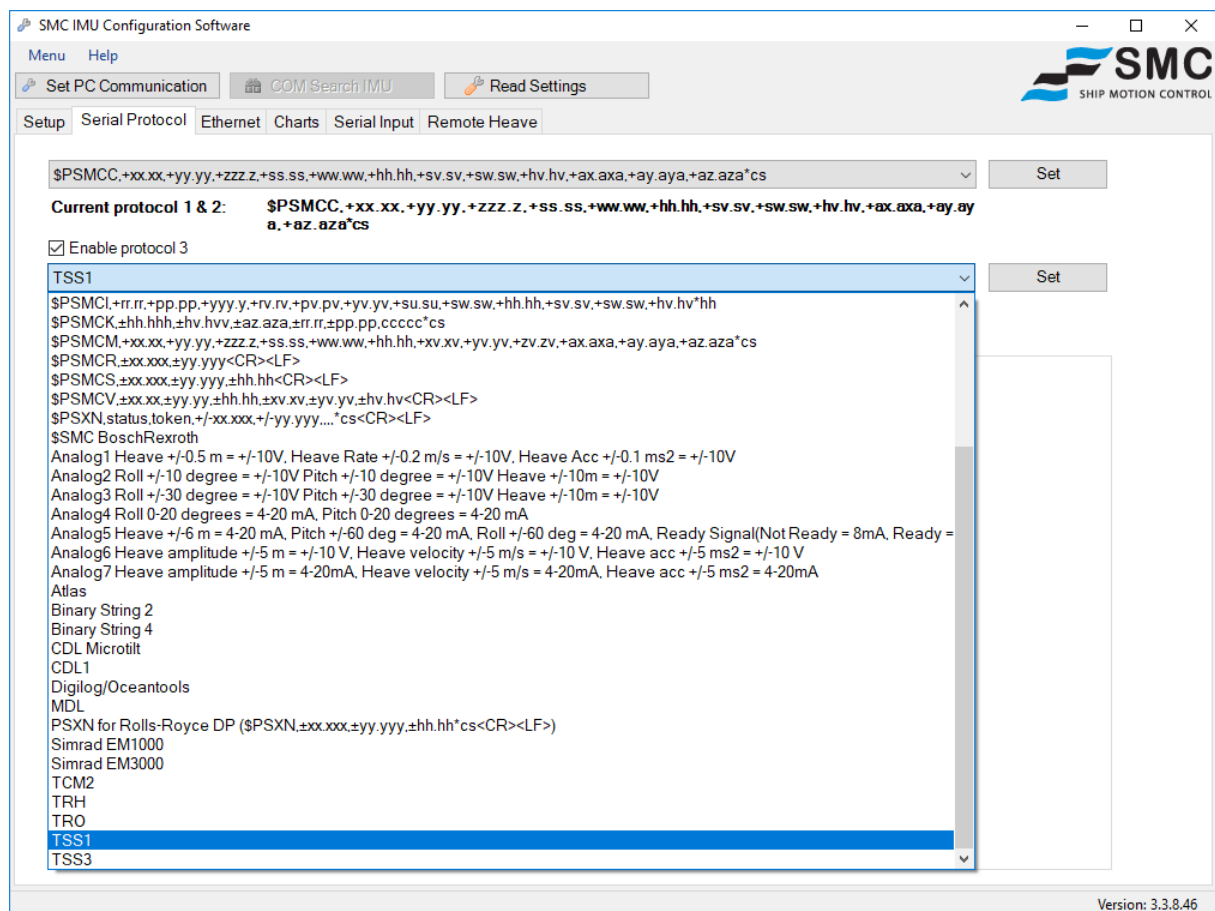 SMC IMU Configuration Software
Menu Help
SMC
SHIP MOTION CONTROL
Set PC Communication COM Search IMU Read Settings
Setup Serial Protocol Ethernet Charts Serial Input Remote Heave
$PSMCC,+xx.xx,+yy.yy,+zzz.z,+ss.ss,+ww.ww,+hh.hh,+sv.sv,+sw.sw,+hv.hv,+ax.axa,+ay.aya,+az.aza*cs Set
Current protocol 1 & 2: $PSMCC,+xx.xx,+yy.yy,+zzz.z,+ss.ss,+ww.ww,+hh.hh,+sv.sv,+sw.sw,+hv.hv,+ax.axa,+ay.ay
a,+az.aza*cs
Enable protocol 3
TSS1 Set
$PSMCI,+rr.rr,+pp.pp,+yyy.y,+rv.rv,+pv.pv,+yv.yv,+su.su,+sw.sw,+hh.hh,+sv.sv,+sw.sw,+hv.hv*hh
$PSMCK,±hh.hhh,±hv.hvv,±az.aza,±rr.rr,±pp.pp,ccccc*cs
$PSMCM,+xx.xx,+yy.yy,+zzz.z,+ss.ss,+ww.ww,+hh.hh,+xv.xv,+yv.yv,+zv.zv,+ax.axa,+ay.aya,+az.aza*cs
$PSMCR,±xx.xxx,±yy.yyy<CR><LF>
$PSMCS,±xx.xxx,±yy.yyy,±hh.hh<CR><LF>
$PSMCV,±xx.xx,±yy.yy,±hh.hh,±xv.xv,±yv.yv,±hv.hv<CR><LF>
$PSXN,status,token,+/-xx.xxx,+/-yy.yyy,,,,*cs<CR><LF>
$SMC BoschRexroth
Analog1 Heave +/-0.5 m = +/-10V, Heave Rate +/-0.2 m/s = +/-10V, Heave Acc +/-0.1 ms2 = +/-10V
Analog2 Roll +/-10 degree = +/-10V Pitch +/-10 degree = +/-10V Heave +/-10m = +/-10V
Analog3 Roll +/-30 degree = +/-10V Pitch +/-30 degree = +/-10V Heave +/-10m = +/-10V
Analog4 Roll 0-20 degrees = 4-20 mA, Pitch 0-20 degrees = 4-20 mA
Analog5 Heave +/-6 m = 4-20 mA, Pitch +/-60 deg = 4-20 mA, Roll +/-60 deg = 4-20 mA, Ready Signal(Not Ready = 8mA, Ready =
Analog6 Heave amplitude +/-5 m = +/-10 V, Heave velocity +/-5 m/s = +/-10 V, Heave acc +/-5 ms2 = +/-10 V
Analog7 Heave amplitude +/-5 m = 4-20mA, Heave velocity +/-5 m/s = 4-20mA, Heave acc +/-5 ms2 = 4-20mA
Atlas
Binary String 2
Binary String 4
CDL Microtilt
CDL1
Digilog/Oceantools
MDL
PSXN for Rolls-Royce DP ($PSXN,±xx.xxx,±yy.yyy,±hh.hh*cs<CR><LF>)
Simrad EM1000
Simrad EM3000
TCM2
TRH
TRO
TSS1
TSS3
Version: 3.3.8.46